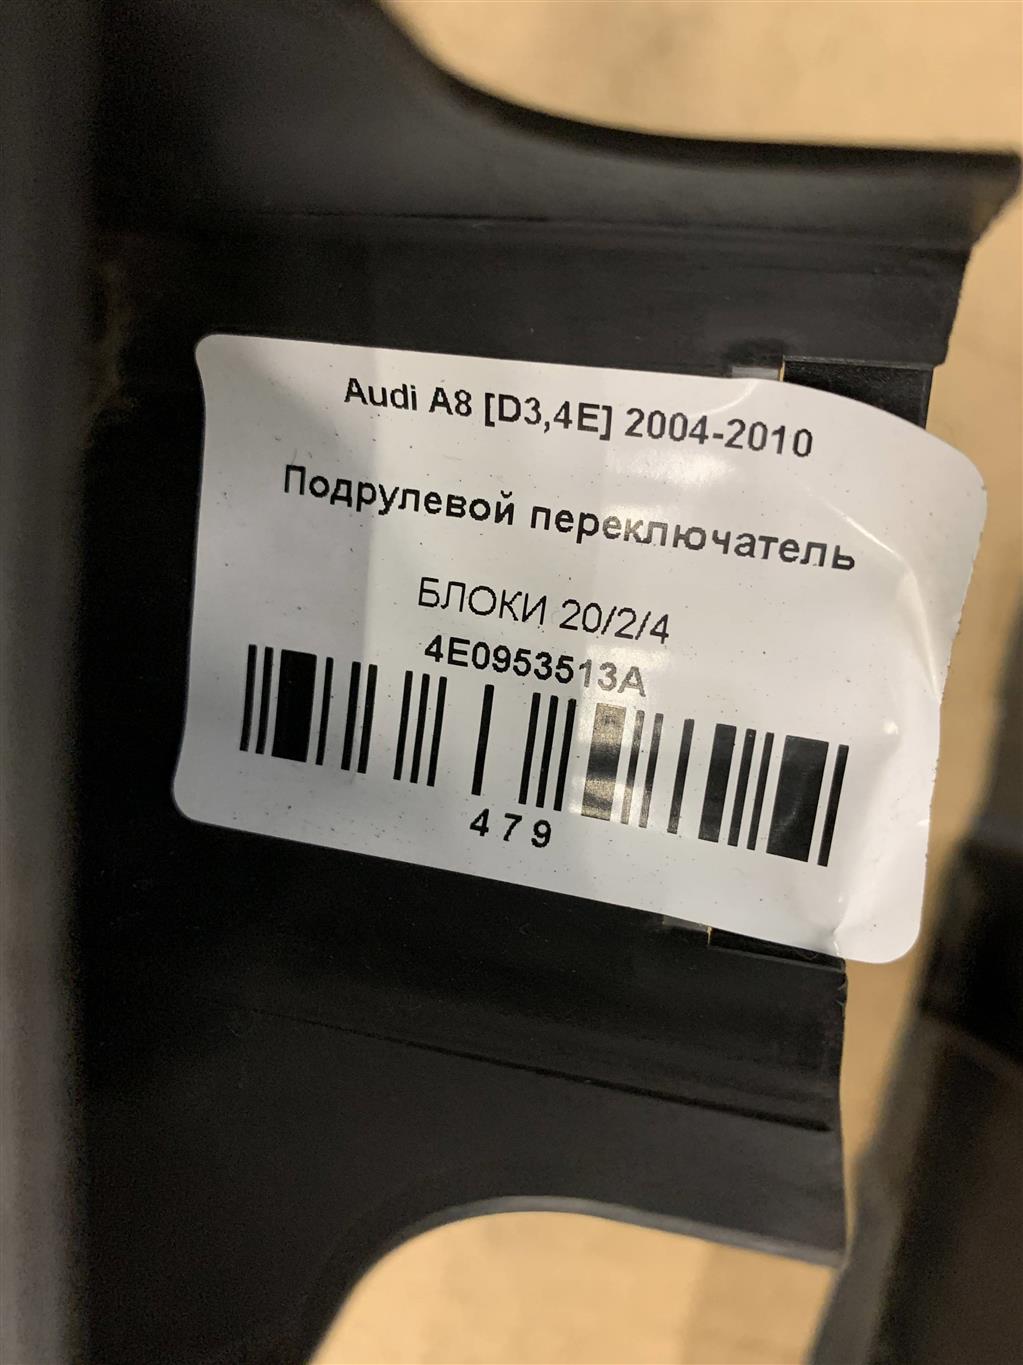 Audi A8 [D3,4E] 2004-2010
Подрулевой переключатель
БЛОКИ 20/2/4
4E0953513A
479